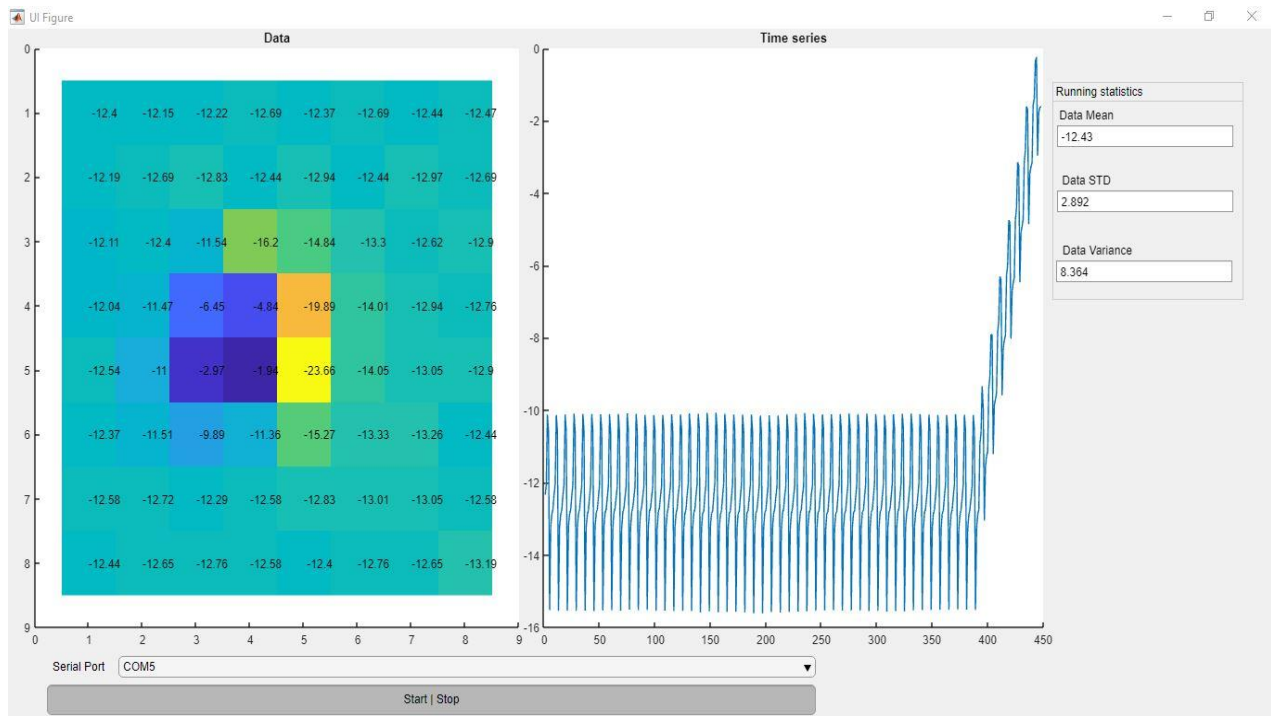 UI Figure
Data
0
1
2
3
4
5
6
7
8
9
-12.4 -12.15 -12.22 -12.69 -12.37 -12.69 -12.44 -12.47
-12.19 -12.69 -12.83 -12.44 -12.94 -12.44 -12.97 -12.69
-12.11 -12.4 -11.54 -16.2 -14.84 -13.3 -12.62 -12.9
-12.04 -11.47 -6.45 -4.84 -19.89 -14.01 -12.94 -12.76
-12.54 -11 -2.97 -1.94 -23.66 -14.05 -13.05 -12.9
-12.37 -11.51 -9.89 -11.36 -15.27 -13.33 -13.26 -12.44
-12.58 -12.72 -12.29 -12.58 -12.83 -13.01 -13.05 -12.58
-12.44 -12.65 -12.76 -12.58 -12.4 -12.76 -12.65 -13.19
0 1 2 3 4 5 6 7 8 9
Time series
0
-2
-4
-6
-8
-10
-12
-14
-16
0 50 100 150 200 250 300 350 400 450
Running statistics
Data Mean
-12.43
Data STD
2.892
Data Variance
8.364
Serial Port COM5
Start | Stop